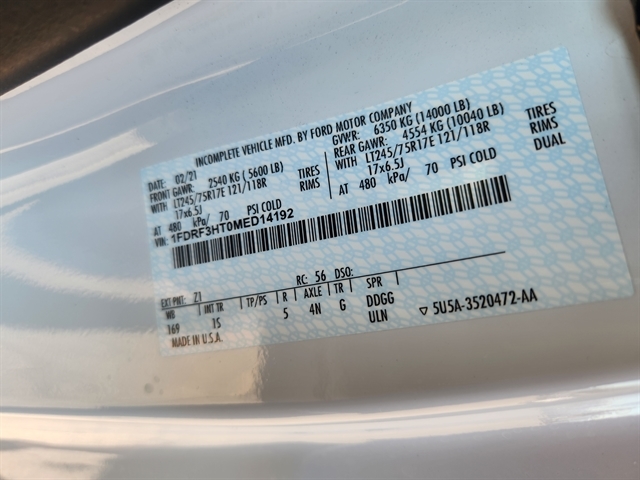 INCOMPLETE VEHICLE MFD. BY FORD MOTOR COMPANY
DATE: 02/21 GVWR: 6350 KG (14000 LB)
FRONT GAWR: 2540 KG (5600 LB) REAR GAWR: 4554 KG (10040 LB)
WITH LT245/75R17E 121/118R TIRES WITH LT245/75R17E 121/118R TIRES
17x6.5J RIMS 17x6.5J RIMS
AT 480 kPa/ 70 PSI COLD AT 480 kPa/ 70 PSI COLD DUAL
VIN: 1FDRF3HT0MED14192
EXT PNT: Z1 RC: 56 DSO:
WB INT TR TP/PS R AXLE TR SPR
169 1S 5 4N G DDGG
MADE IN U.S.A. ULN ▽ 5U5A-3520472-AA